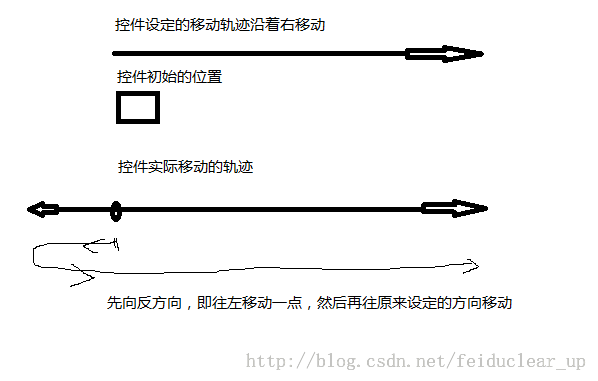 控件设定的移动轨迹沿着右移动
控件初始的位置
控件实际移动的轨迹
先向反方向，即往左移动一点，然后再往原来设定的方向移动
http://blog.csdn.net/feiduclear_up